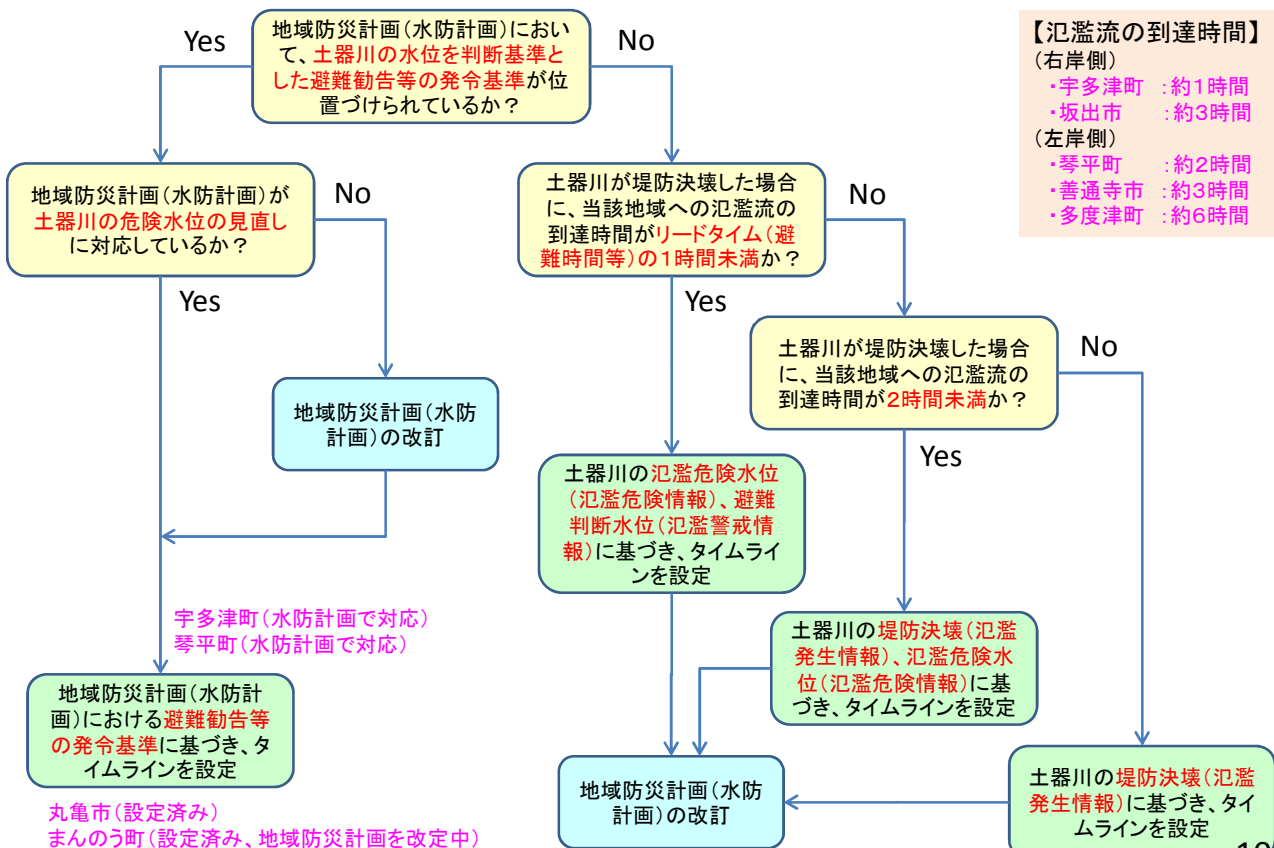 地域防災計画(水防計画)におい
て、土器川の水位を判断基準と
した避難勧告等の発令基準が位
置づけられているか?
Yes
No
【氾濫流の到達時間】
(右岸側)
・宇多津町 :約1時間
・坂出市 :約3時間
(左岸側)
・琴平町 :約2時間
・善通寺市 :約3時間
・多度津町 :約6時間
地域防災計画(水防計画)が
土器川の危険水位の見直し
に対応しているか?
No
Yes
土器川が堤防決壊した場合
に、当該地域への氾濫流の
到達時間がリードタイム(避
難時間等)の1時間未満か?
No
Yes
土器川が堤防決壊した場合
に、当該地域への氾濫流の
到達時間が2時間未満か?
No
Yes
地域防災計画(水防
計画)の改訂
土器川の氾濫危険水位
(氾濫危険情報)、避難
判断水位(氾濫警戒情
報)に基づき、タイムライ
ンを設定
宇多津町(水防計画で対応)
琴平町(水防計画で対応)
土器川の堤防決壊(氾濫
発生情報)、氾濫危険水
位(氾濫危険情報)に基
づき、タイムラインを設定
地域防災計画(水防計
画)における避難勧告等
の発令基準に基づき、タ
イムラインを設定
地域防災計画(水防
計画)の改訂
土器川の堤防決壊(氾濫
発生情報)に基づき、タイ
ムラインを設定
丸亀市(設定済み)
まんのう町(設定済み、地域防災計画を改定中)